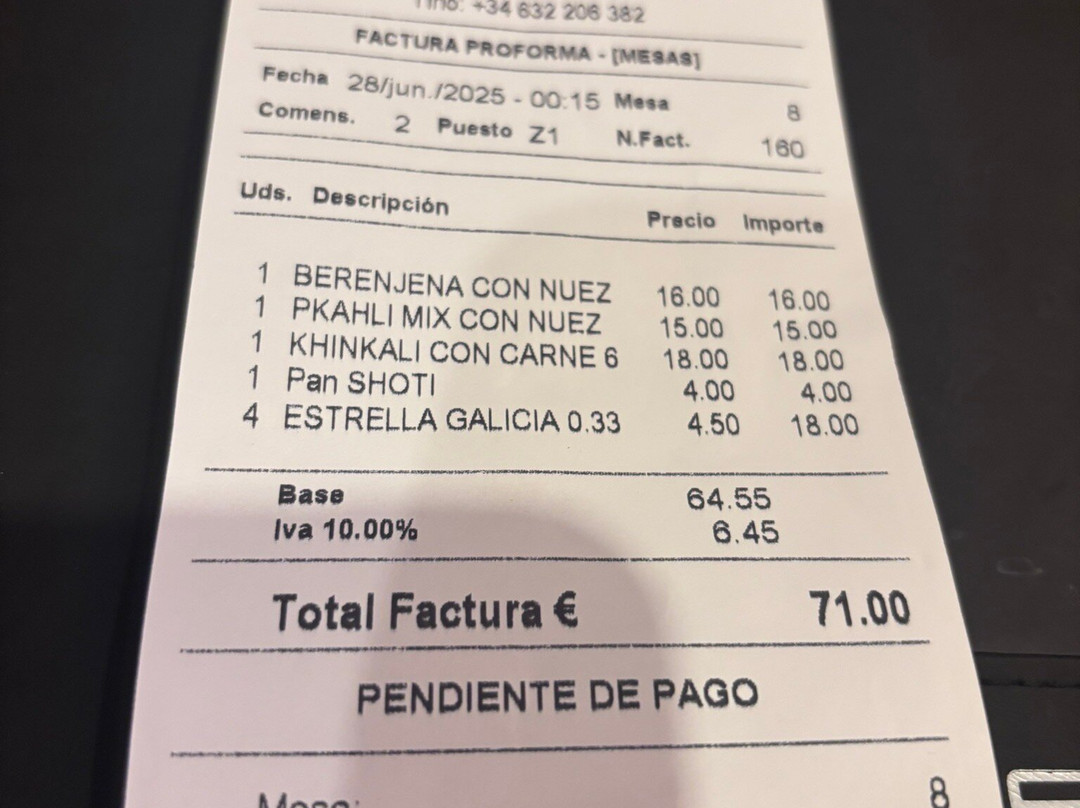 Tfno: +34 632 206 382
FACTURA PROFORMA - [MESAS]
Fecha 28/jun./2025 - 00:15 Mesa 8
Comens. 2 Puesto Z1 N.Fact. 160
Uds. Descripción Precio Importe
1 BERENJENA CON NUEZ 16.00 16.00
1 PKAHLI MIX CON NUEZ 15.00 15.00
1 KHINKALI CON CARNE 6 18.00 18.00
1 Pan SHOTI 4.00 4.00
4 ESTRELLA GALICIA 0.33 4.50 18.00
Base 64.55
Iva 10.00% 6.45
Total Factura € 71.00
PENDIENTE DE PAGO
Mesa: 8